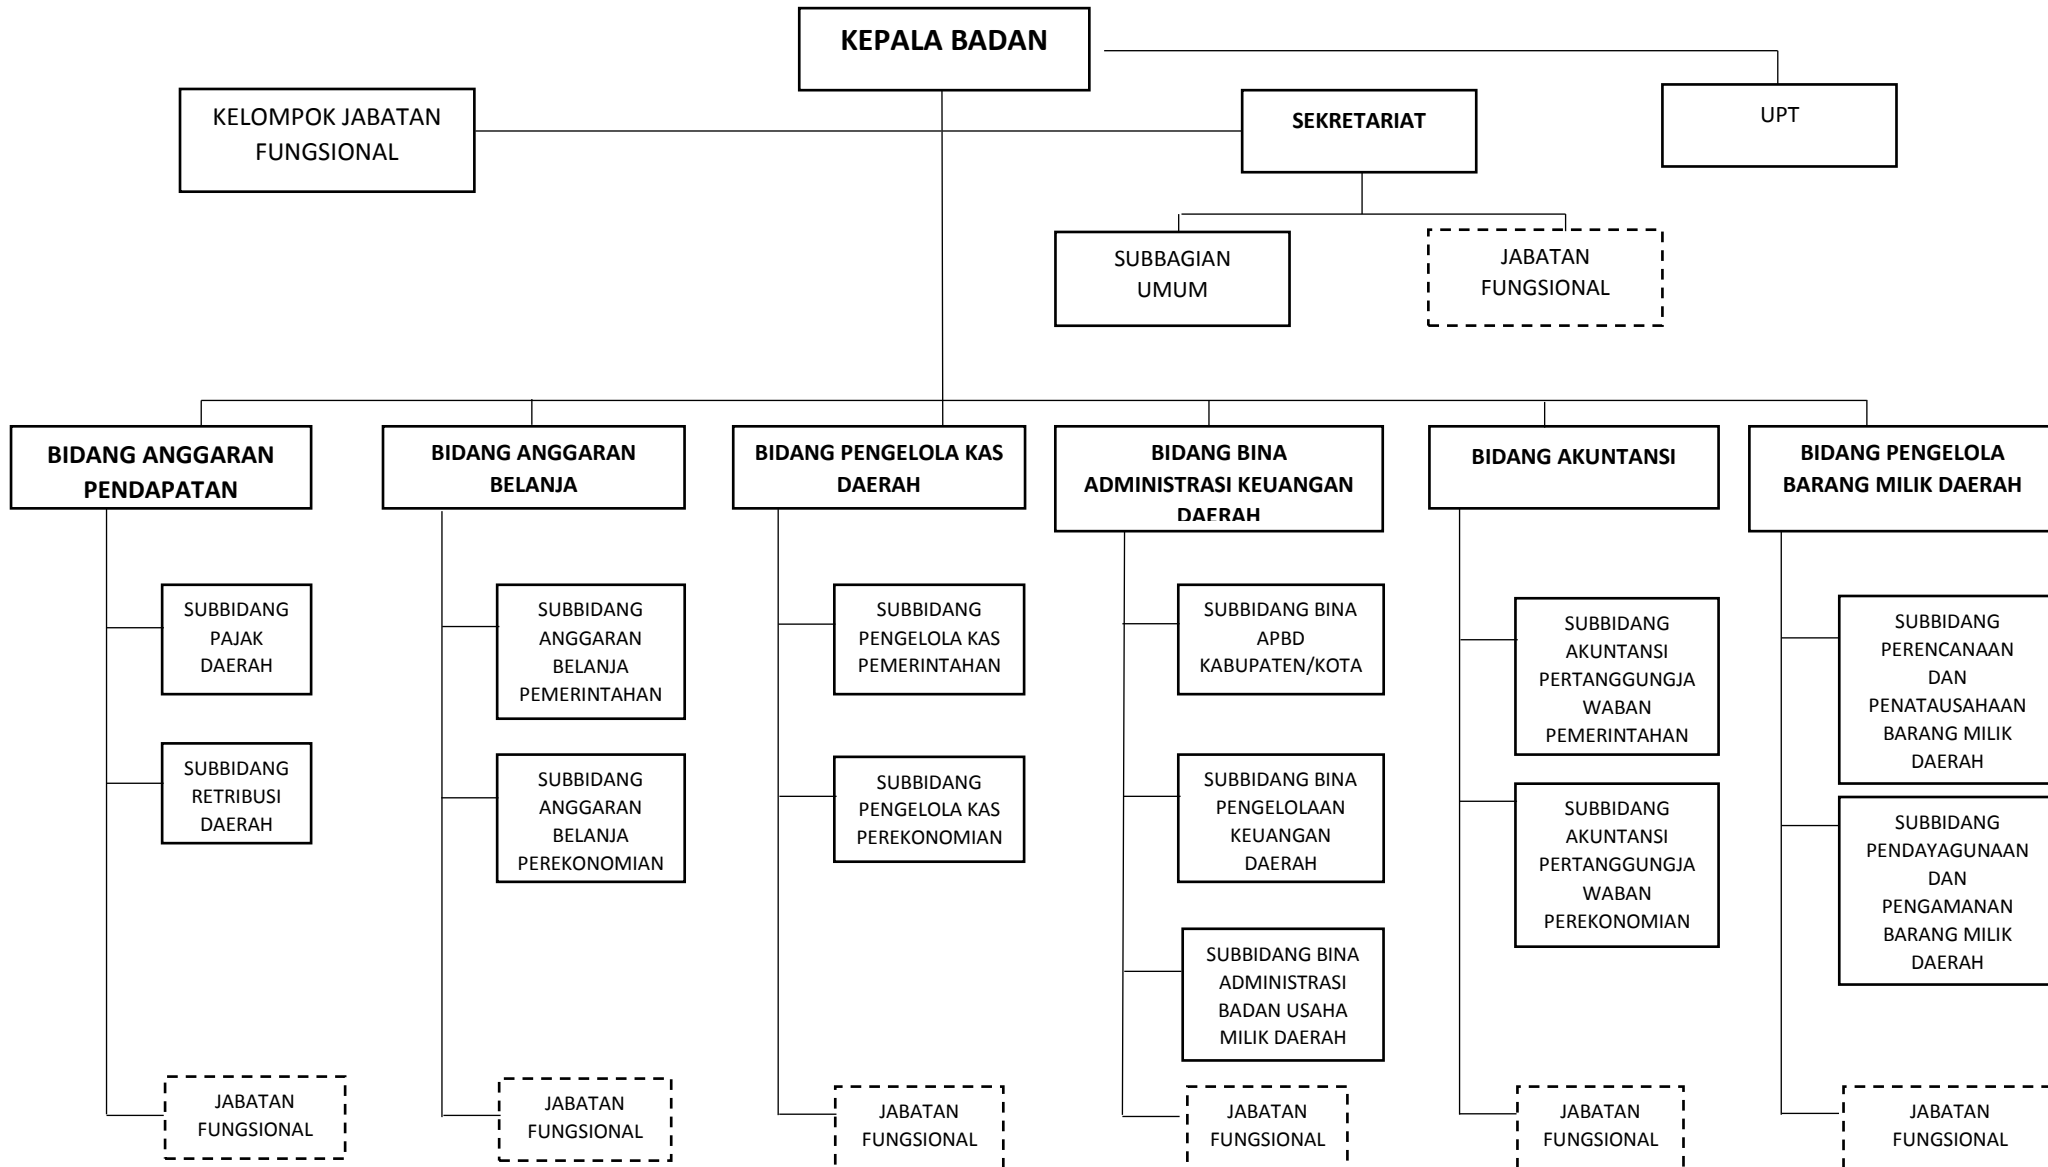 KEPALA BADAN
KELOMPOK JABATAN
FUNGSIONAL
SEKRETARIAT
UPT
SUBBAGIAN
UMUM
JABATAN
FUNGSIONAL
BIDANG ANGGARAN
PENDAPATAN
BIDANG ANGGARAN
BELANJA
BIDANG PENGELOLA KAS
DAERAH
BIDANG BINA
ADMINISTRASI KEUANGAN
DAERAH
BIDANG AKUNTANSI
BIDANG PENGELOLA
BARANG MILIK DAERAH
SUBBIDANG
PAJAK
DAERAH
SUBBIDANG
RETRIBUSI
DAERAH
JABATAN
FUNGSIONAL
SUBBIDANG
ANGGARAN
BELANJA
PEMERINTAHAN
SUBBIDANG
ANGGARAN
BELANJA
PEREKONOMIAN
JABATAN
FUNGSIONAL
SUBBIDANG
PENGELOLA KAS
PEMERINTAHAN
SUBBIDANG
PENGELOLA KAS
PEREKONOMIAN
JABATAN
FUNGSIONAL
SUBBIDANG BINA
APBD
KABUPATEN/KOTA
SUBBIDANG BINA
PENGELOLAAN
KEUANGAN
DAERAH
SUBBIDANG BINA
ADMINISTRASI
BADAN USAHA
MILIK DAERAH
JABATAN
FUNGSIONAL
SUBBIDANG
AKUNTANSI
PERTANGGUNGJA
WABAN
PEMERINTAHAN
SUBBIDANG
AKUNTANSI
PERTANGGUNGJA
WABAN
PEREKONOMIAN
JABATAN
FUNGSIONAL
SUBBIDANG
PERENCANAAN
DAN
PENATAUSAHAAN
BARANG MILIK
DAERAH
SUBBIDANG
PENDAYAGUNAAN
DAN
PENGAMANAN
BARANG MILIK
DAERAH
JABATAN
FUNGSIONAL